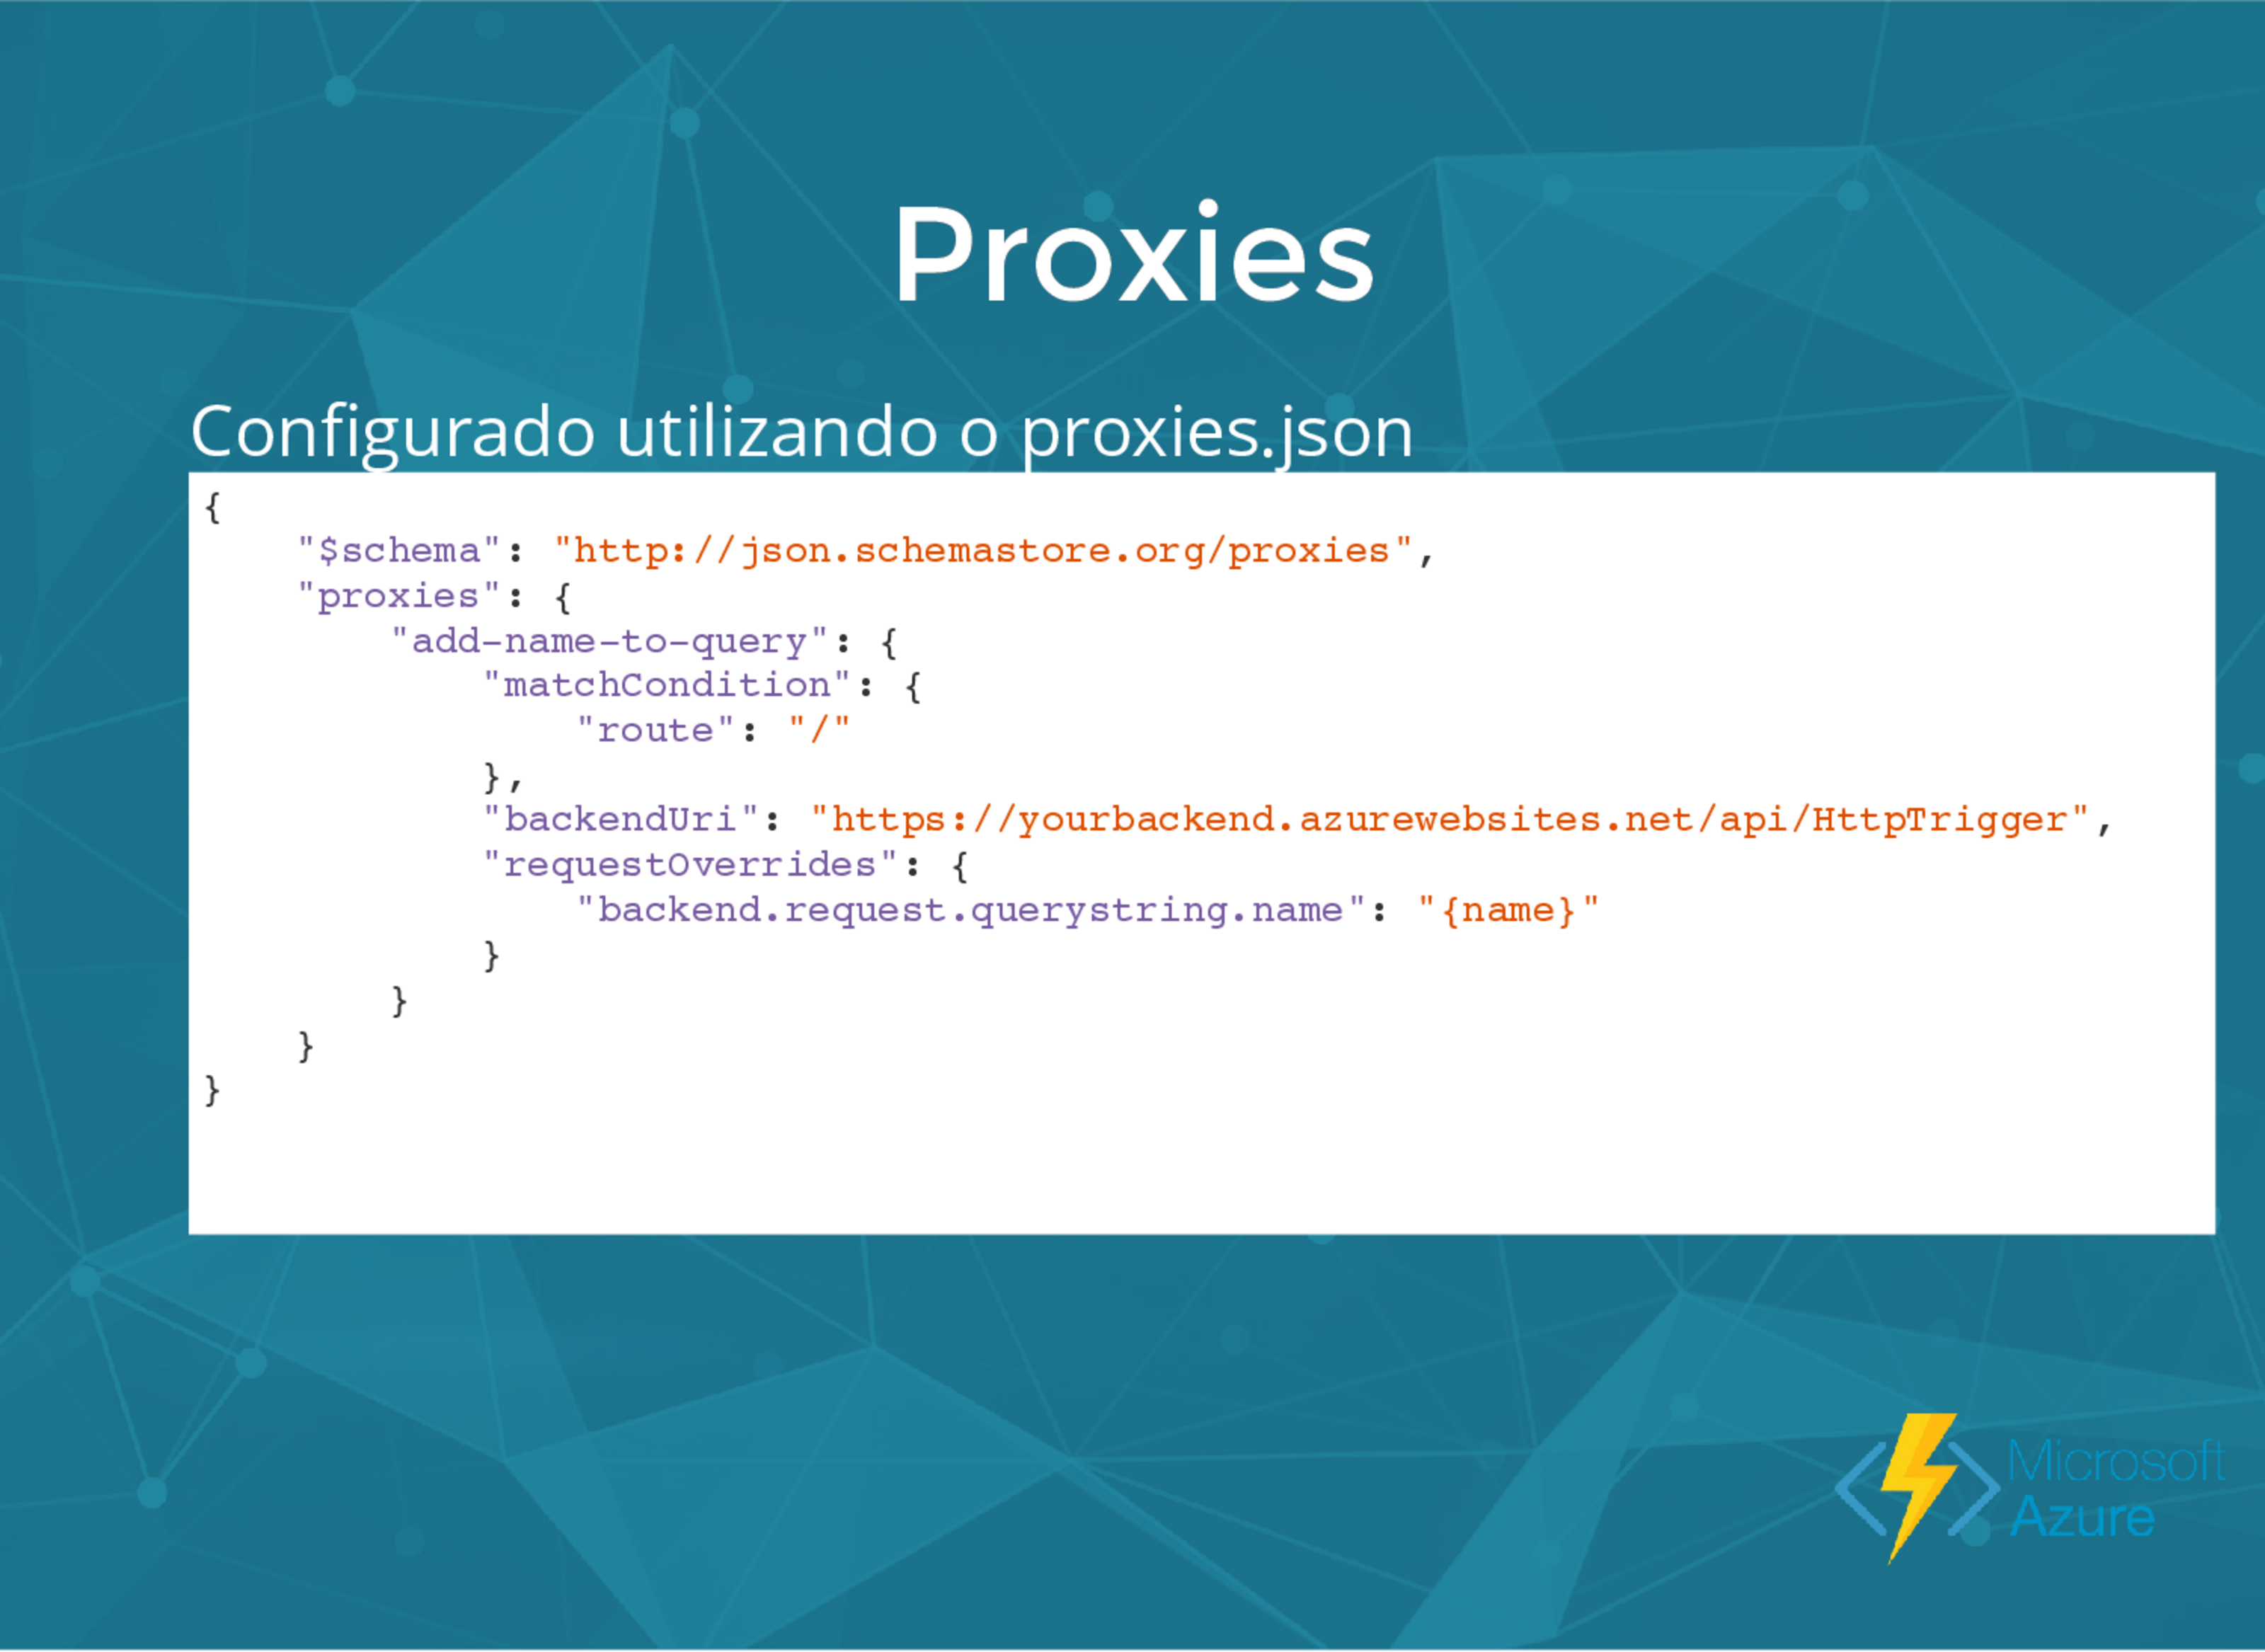 Proxies
Configurado utilizando o proxies.json
{
    "$schema": "http://json.schemastore.org/proxies",
    "proxies": {
        "add-name-to-query": {
            "matchCondition": {
                "route": "/"
            },
            "backendUri": "https://yourbackend.azurewebsites.net/api/HttpTrigger",
            "requestOverrides": {
                "backend.request.querystring.name": "{name}"
            }
        }
    }
}
Microsoft
Azure